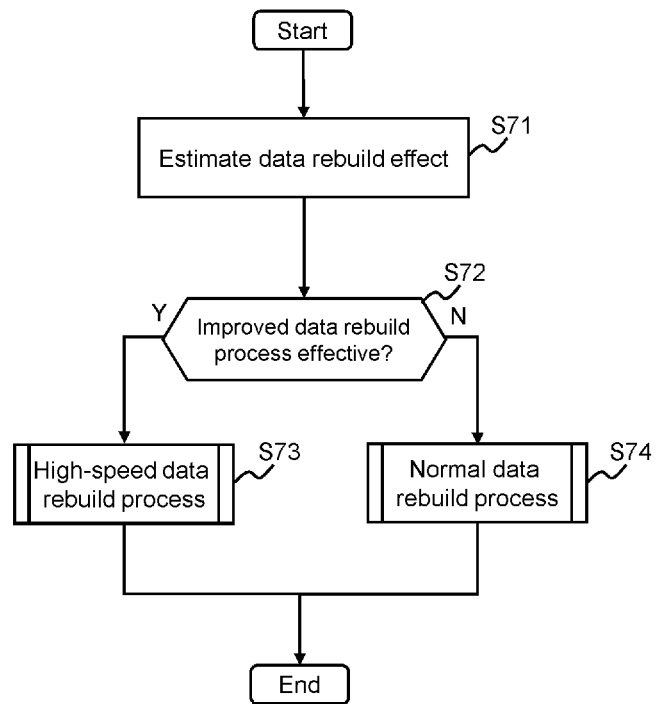 Start
S71
Estimate data rebuild effect
S72
Y
N
Improved data rebuild
process effective?
S73
High-speed data
rebuild process
S74
Normal data
rebuild process
End